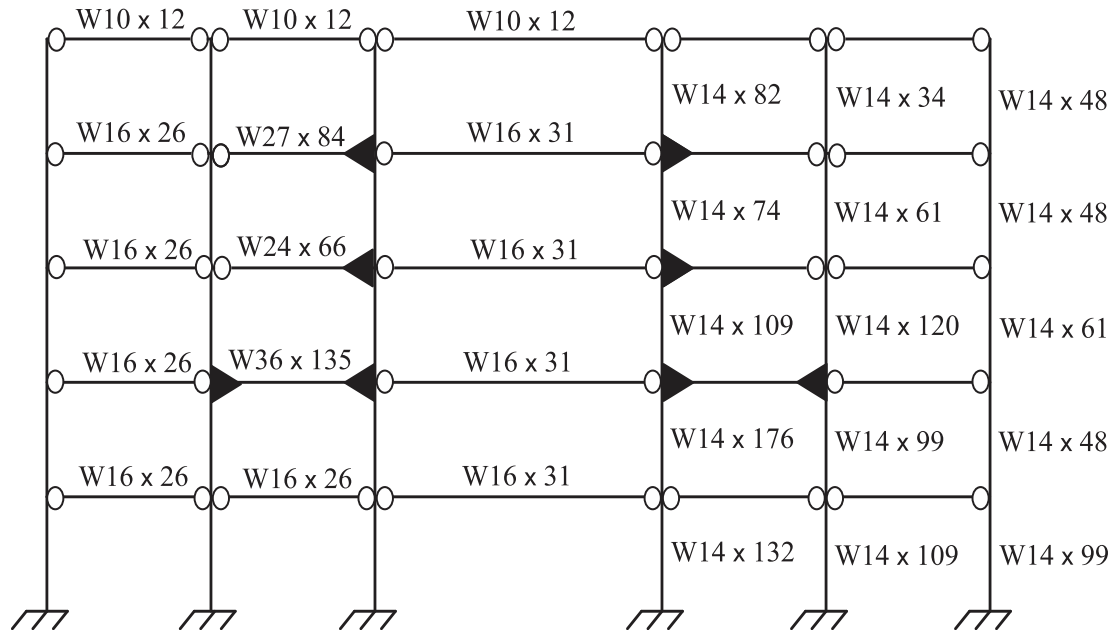 W10 x 12 W10 x 12 W10 x 12
W14 x 82 W14 x 34 W14 x 48
W16 x 26 W27 x 84 W16 x 31
W14 x 74 W14 x 61 W14 x 48
W16 x 26 W24 x 66 W16 x 31
W14 x 109 W14 x 120 W14 x 61
W16 x 26 W36 x 135 W16 x 31
W14 x 176 W14 x 99 W14 x 48
W16 x 26 W16 x 26 W16 x 31
W14 x 132 W14 x 109 W14 x 99